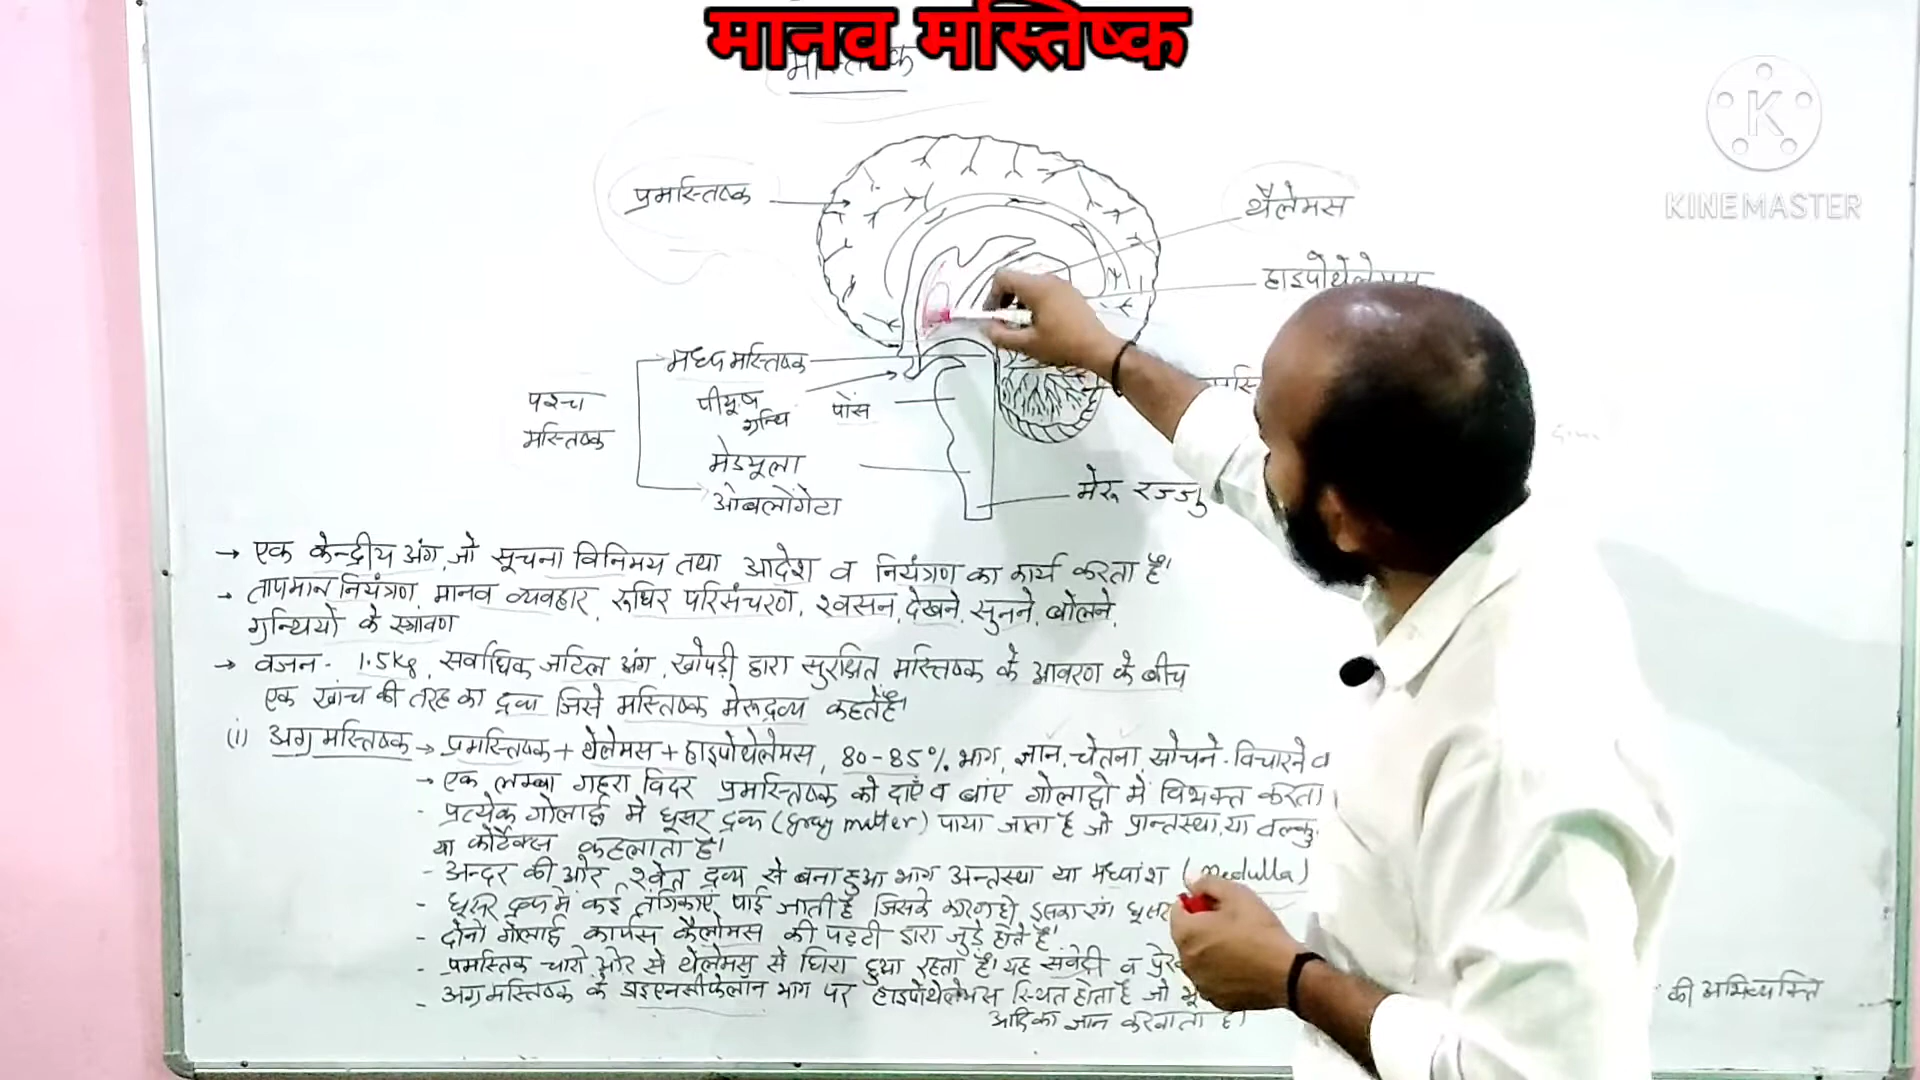 मानव मस्तिष्क
K
KINEMASTER
प्रमस्तिष्क
थैलेमस
हाइपोथैलेमस
मध्य मस्तिष्क
पश्च
मस्तिष्क
पीयूष
ग्रन्थि
पोंस
मेडयूला
ओबलोंगेटा
मेरू रज्जु
→ एक केन्द्रीय अंग, जो सूचना विनिमय तथा आदेश व नियंत्रण का कार्य करता है।
→ तापमान नियंत्रण, मानव व्यवहार, रूधिर परिसंचरण, श्वसन, देखने, सुनने, बोलने,
ग्रन्थियों के स्त्रावण
→ वजन - 1.5Kg, सर्वाधिक जटिल अंग, खोपड़ी द्वारा सुरक्षित, मस्तिष्क के आवरण के बीच
एक खांच की तरह का द्रव्य जिसे मस्तिष्क मेरूद्रव्य कहते हैं।
(i) अग्र मस्तिष्क → प्रमस्तिष्क + थैलेमस + हाइपोथैलेमस, 80-85% भाग, ज्ञान, चेतना, सोचने-विचारने व
→ एक लम्बा गहरा विदर प्रमस्तिष्क को दाएँ व बांए गोलार्द्धो में विभक्त करता
- प्रत्येक गोलार्द्ध में धूसर द्रव्य (Gray matter) पाया जाता है जो प्रान्तस्था या वल्कु
या कोर्टेक्स कहलाता है।
- अन्दर की ओर श्वेत द्रव्य से बना हुआ भाग अन्तस्था या मध्यांश (medulla)
- धूसर द्रव्य में कई तंत्रिकाएं पाई जाती है जिसके कारण ही इसका रंग धूसर
- दोनों गोलार्द्ध कार्पस कैलोमस की पट्टी द्वारा जुड़े होते हैं।
- प्रमस्तिक चारो ओर से थैलेमस से घिरा हुआ रहता है। यह संवेदी व
- अग्र मस्तिष्क के डाइएनसीफेलॉन भाग पर हाइपोथैलेमस स्थित होता है जो
की अभिव्यक्ति
आदि का ज्ञान करवाता है।